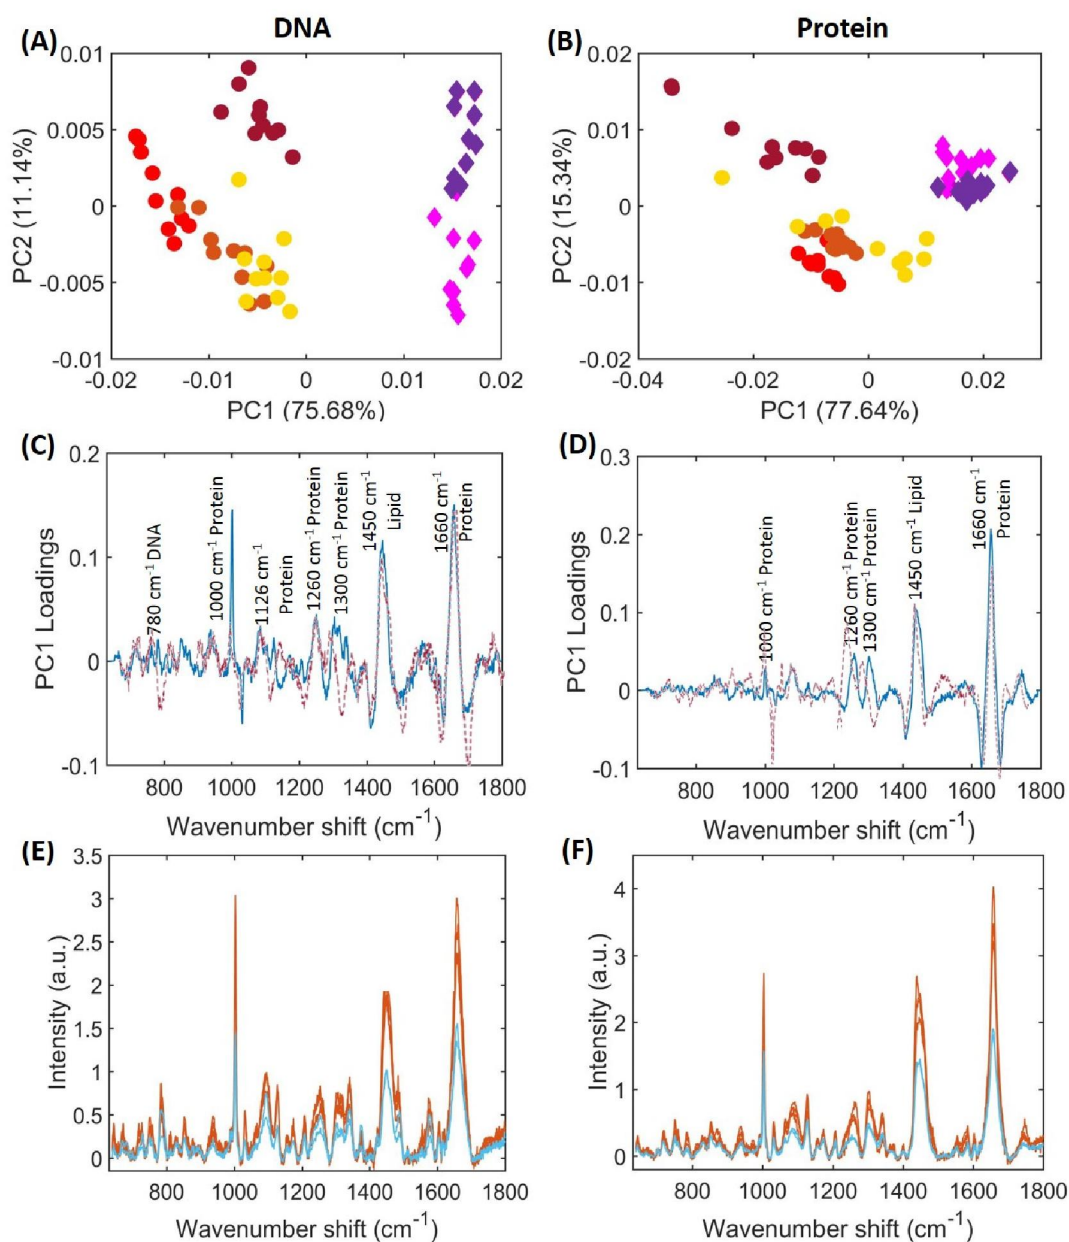 DNA
Protein
(A)
(B)
0.01
0.005
0
-0.005
-0.01
PC2 (11.14%)
-0.02
-0.01
0
0.01
0.02
PC1 (75.68%)
0.02
0.01
0
-0.01
-0.02
PC2 (15.34%)
-0.04
-0.02
0
0.02
PC1 (77.64%)
(C)
0.2
0.1
0
-0.1
PC1 Loadings
780 cm-1 DNA
1000 cm-1 Protein
1126 cm-1
Protein
1260 cm-1 Protein
1300 cm-1 Protein
1450 cm-1
Lipid
1660 cm-1
Protein
800
1000
1200
1400
1600
1800
Wavenumber shift (cm-1)
(D)
0.3
0.2
0.1
0
-0.1
PC1 Loadings
1000 cm-1 Protein
1260 cm-1 Protein
1300 cm-1 Protein
1450 cm-1 Lipid
1660 cm-1
Protein
800
1000
1200
1400
1600
1800
Wavenumber shift (cm-1)
(E)
3.5
3
2.5
2
1.5
1
0.5
0
Intensity (a.u.)
800
1000
1200
1400
1600
1800
Wavenumber shift (cm-1)
(F)
4
3
2
1
0
Intensity (a.u.)
800
1000
1200
1400
1600
1800
Wavenumber shift (cm-1)